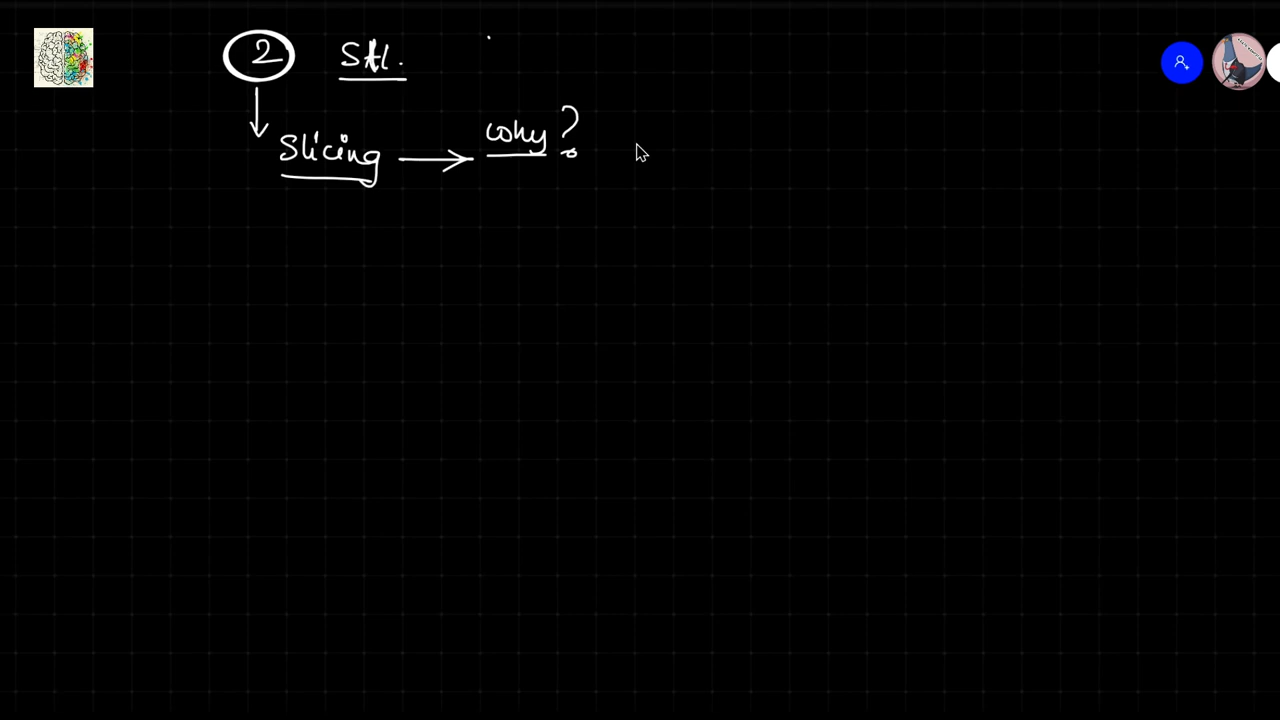 2 Stl.
Slicing → why?